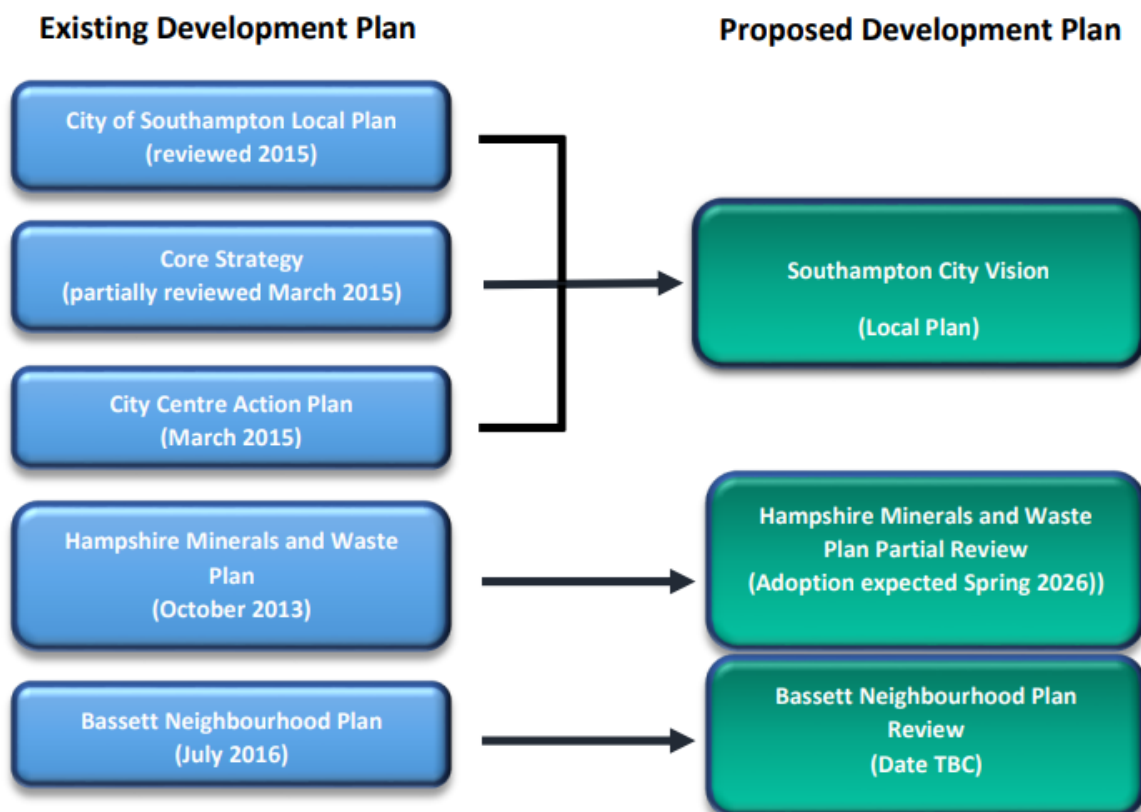 Existing Development Plan
Proposed Development Plan
City of Southampton Local Plan
(reviewed 2015)
Core Strategy
(partially reviewed March 2015)
City Centre Action Plan
(March 2015)
Hampshire Minerals and Waste
Plan
(October 2013)
Bassett Neighbourhood Plan
(July 2016)
Southampton City Vision
(Local Plan)
Hampshire Minerals and Waste
Plan Partial Review
(Adoption expected Spring 2026))
Bassett Neighbourhood Plan
Review
(Date TBC)